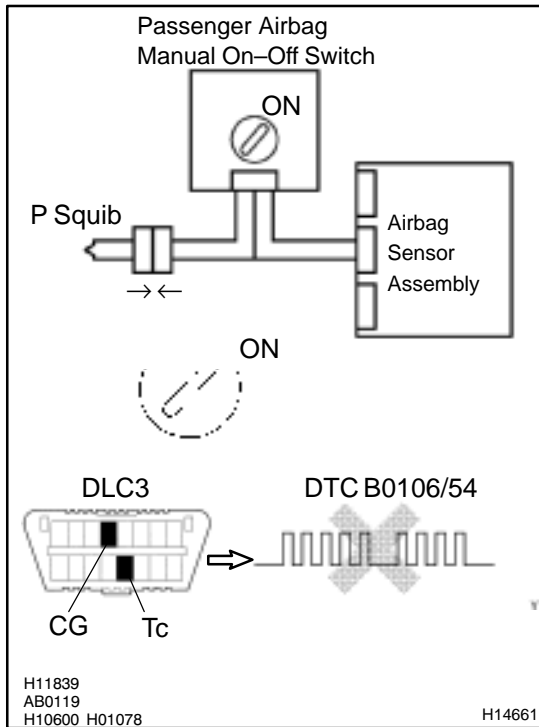 Passenger Airbag
Manual On–Off Switch
ON
P Squib
Airbag
Sensor
Assembly
ON
DLC3
DTC B0106/54
CG
Tc
H11839
AB0119
H10600 H01078
H14661